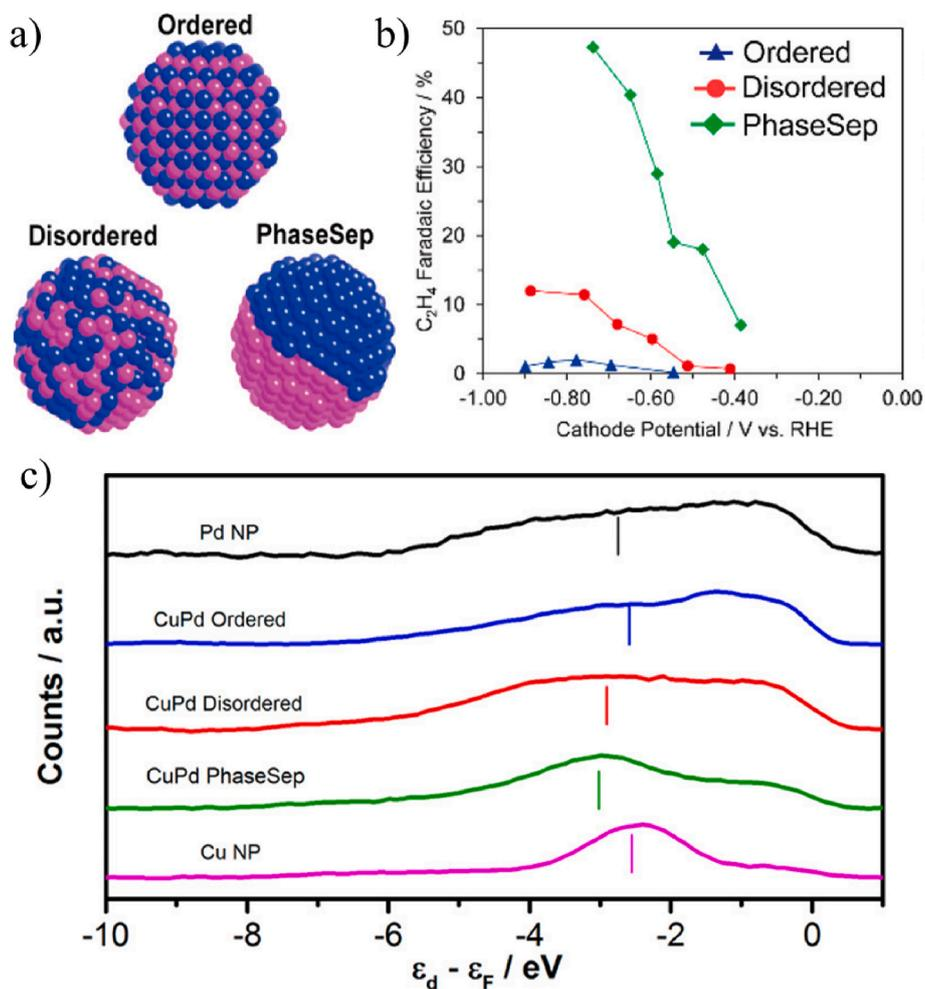 a)
Ordered
Disordered
PhaseSep
b)
50
40
30
20
10
0
C₂H₄ Faradaic Efficiency / %
Ordered
Disordered
PhaseSep
-1.00 -0.80 -0.60 -0.40 -0.20 0.00
Cathode Potential / V vs. RHE
c)
Counts / a.u.
Pd NP
CuPd Ordered
CuPd Disordered
CuPd PhaseSep
Cu NP
-10 -8 -6 -4 -2 0
ε_d - ε_F / eV